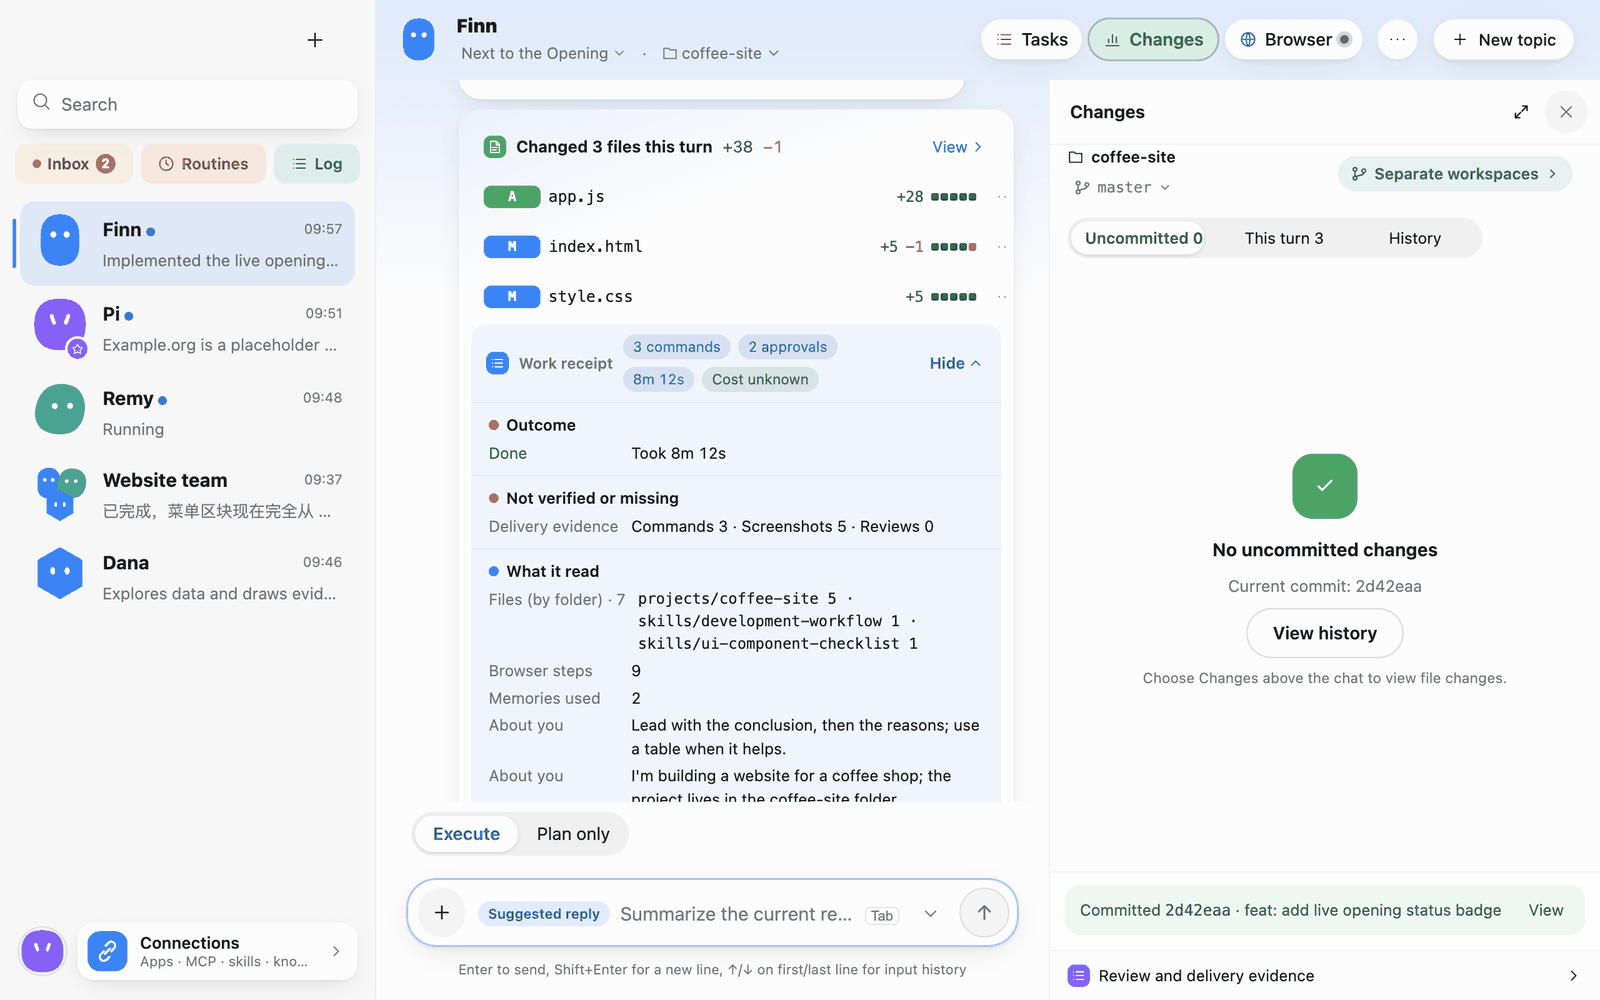 Search
Inbox 2
Routines
Log
Finn
09:57
Implemented the live opening...
Pi
09:51
Example.org is a placeholder ...
Remy
09:48
Running
Website team
09:37
已完成，菜单区块现在完全从 ...
Dana
09:46
Explores data and draws evid...
Connections
Apps · MCP · skills · kno...
Finn
Next to the Opening · coffee-site
Tasks
Changes
Browser
New topic
Changed 3 files this turn +38 −1
View
A app.js +28
M index.html +5 −1
M style.css +5
Work receipt
3 commands 2 approvals
8m 12s Cost unknown
Hide
Outcome
Done Took 8m 12s
Not verified or missing
Delivery evidence Commands 3 · Screenshots 5 · Reviews 0
What it read
Files (by folder) · 7 projects/coffee-site 5 ·
skills/development-workflow 1 ·
skills/ui-component-checklist 1
Browser steps 9
Memories used 2
About you Lead with the conclusion, then the reasons; use
a table when it helps.
About you I'm building a website for a coffee shop; the
project lives in the coffee-site folder
Execute
Plan only
Suggested reply Summarize the current re... Tab
Enter to send, Shift+Enter for a new line, ↑/↓ on first/last line for input history
Changes
coffee-site
master
Separate workspaces
Uncommitted 0
This turn 3
History
No uncommitted changes
Current commit: 2d42eaa
View history
Choose Changes above the chat to view file changes.
Committed 2d42eaa · feat: add live opening status badge
View
Review and delivery evidence